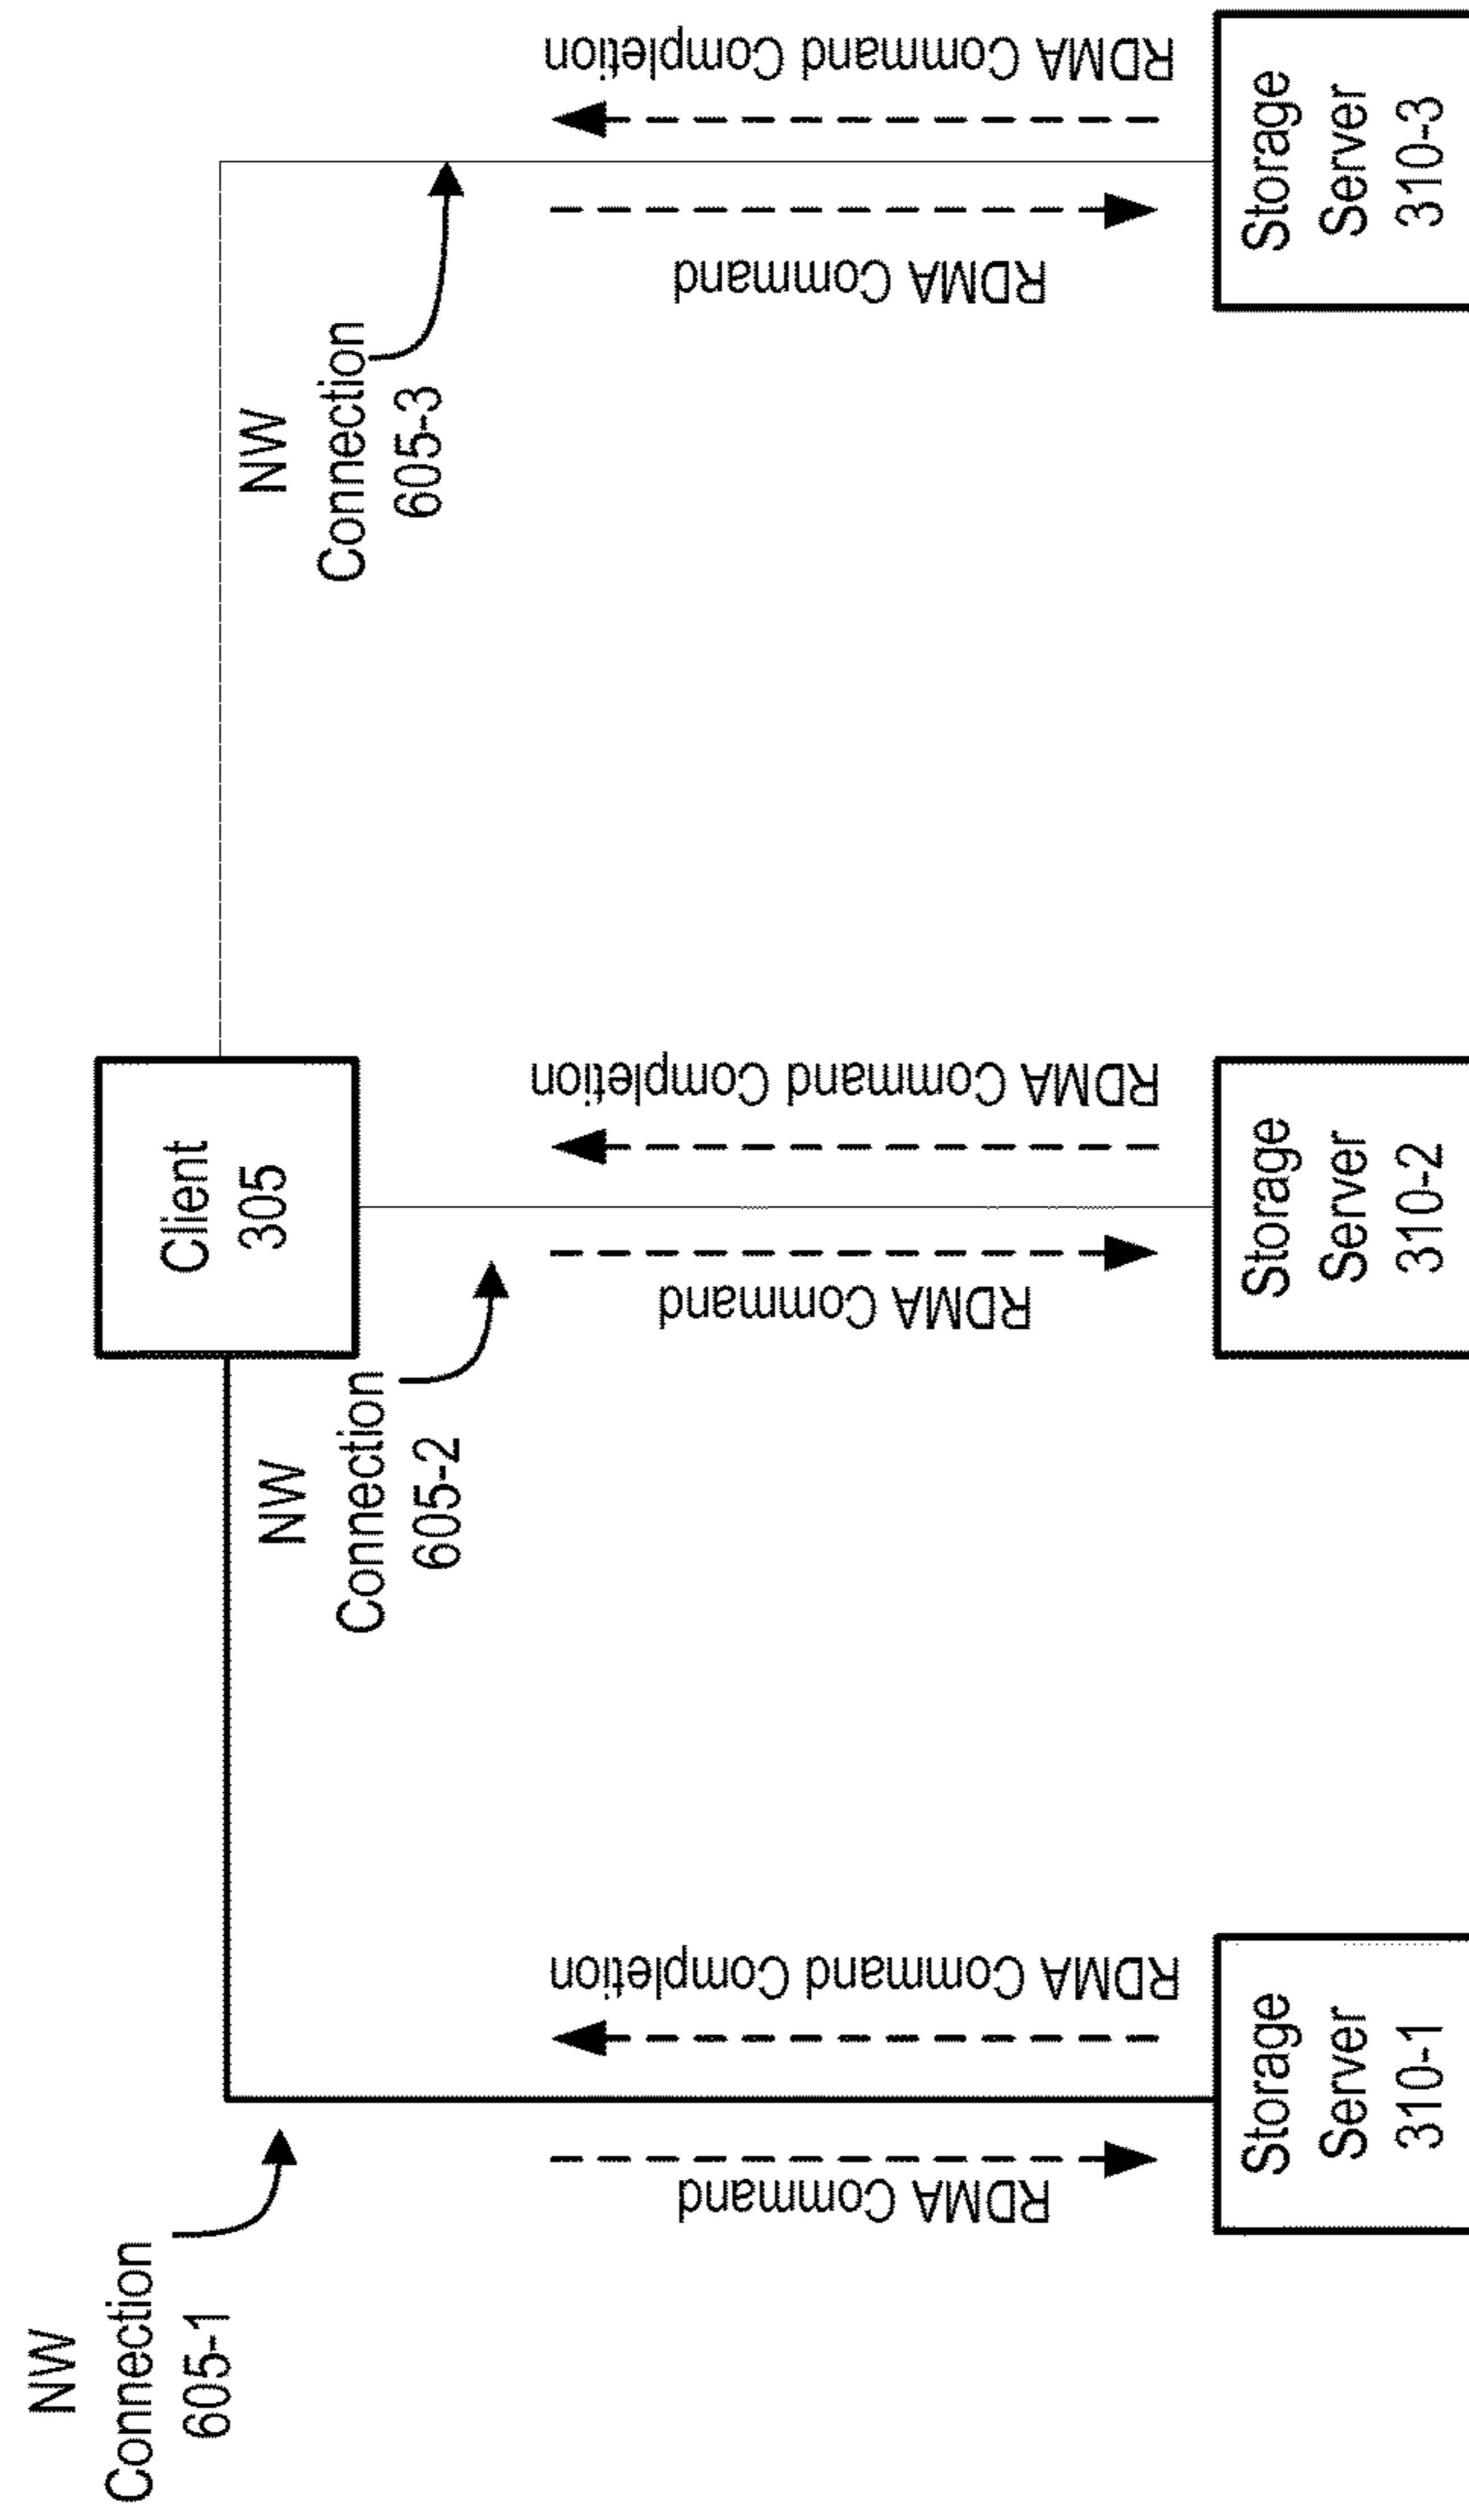 NW
Connection
605-1
Client
305
NW
Connection
605-2
NW
Connection
605-3
RDMA Command
RDMA Command Completion
RDMA Command
RDMA Command Completion
RDMA Command
RDMA Command Completion
Storage
Server
310-1
Storage
Server
310-2
Storage
Server
310-3